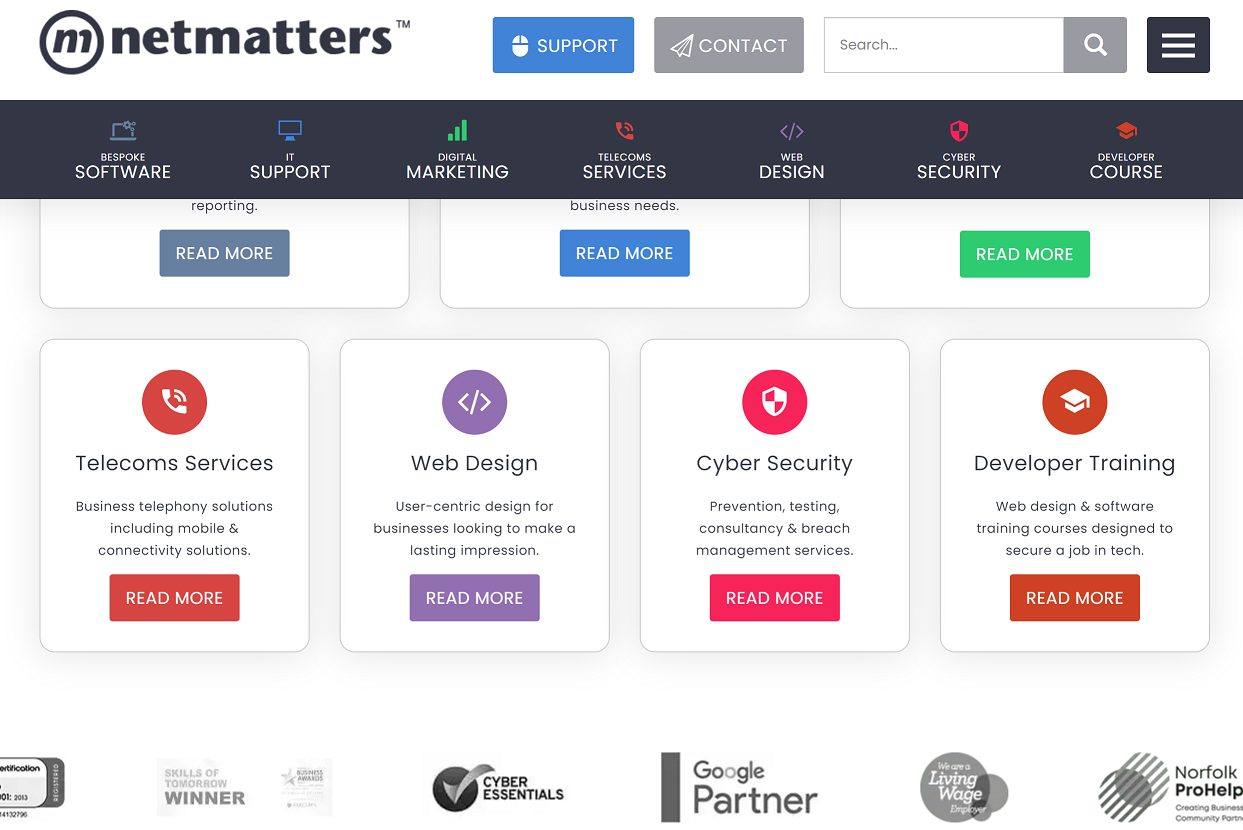 m netmatters™
SUPPORT
CONTACT
Search...
BESPOKE
SOFTWARE
IT
SUPPORT
DIGITAL
MARKETING
TELECOMS
SERVICES
WEB
DESIGN
CYBER
SECURITY
DEVELOPER
COURSE
reporting.
READ MORE
business needs.
READ MORE
READ MORE
Telecoms Services
Business telephony solutions
including mobile &
connectivity solutions.
READ MORE
Web Design
User-centric design for
businesses looking to make a
lasting impression.
READ MORE
Cyber Security
Prevention, testing,
consultancy & breach
management services.
READ MORE
Developer Training
Web design & software
training courses designed to
secure a job in tech.
READ MORE
ertification
001: 2013
14132796
REGISTERED
SKILLS OF
TOMORROW
WINNER
BUSINESS
AWARDS
CYBER
ESSENTIALS
Google
Partner
We are a
Living
Wage
Employer
Norfolk
ProHelp
Creating Business
Community Partn